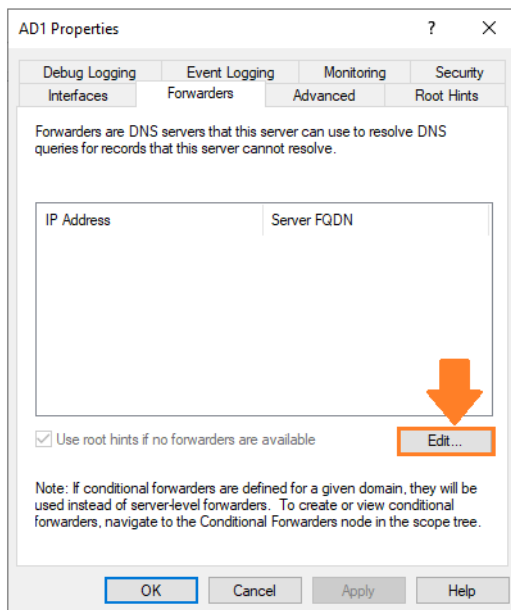 AD1 Properties
?
Debug Logging Event Logging Monitoring Security
Interfaces Forwarders Advanced Root Hints
Forwarders are DNS servers that this server can use to resolve DNS
queries for records that this server cannot resolve.
IP Address Server FQDN
Use root hints if no forwarders are available Edit...
Note: If conditional forwarders are defined for a given domain, they will be
used instead of server-level forwarders. To create or view conditional
forwarders, navigate to the Conditional Forwarders node in the scope tree.
OK Cancel Apply Help